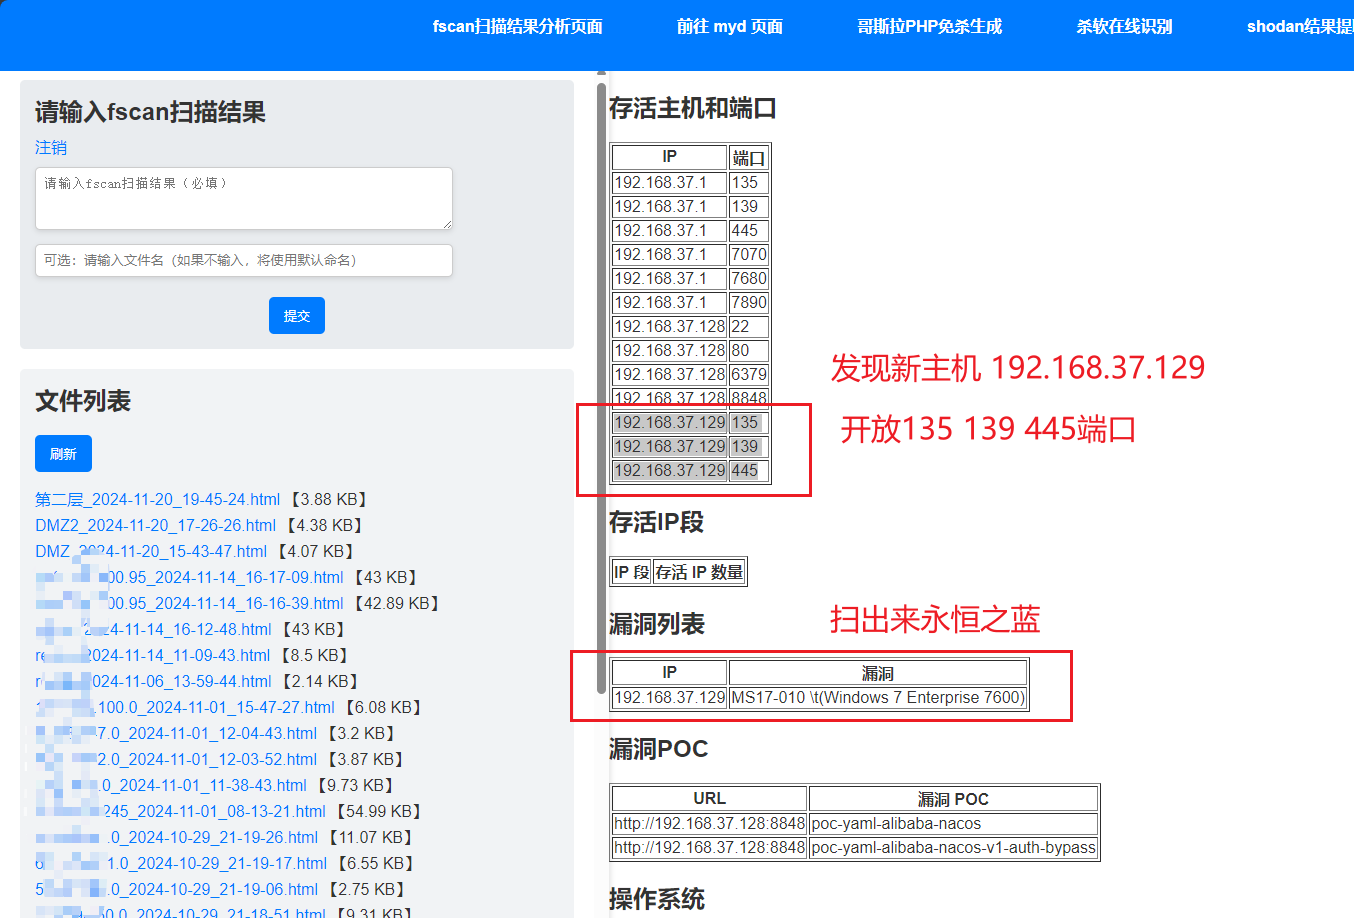 fscan扫描结果分析页面 前往 myd 页面 哥斯拉PHP免杀生成 杀软在线识别 shodan结果提
请输入fscan扫描结果
注销
请输入fscan扫描结果（必填）
可选：请输入文件名（如果不输入，将使用默认命名）
提交
文件列表
刷新
第二层_2024-11-20_19-45-24.html 【3.88 KB】
DMZ2_2024-11-20_17-26-26.html 【4.38 KB】
DMZ_2024-11-20_15-43-47.html 【4.07 KB】
00.95_2024-11-14_16-17-09.html 【43 KB】
00.95_2024-11-14_16-16-39.html 【42.89 KB】
2024-11-14_16-12-48.html 【43 KB】
2024-11-14_11-09-43.html 【8.5 KB】
2024-11-06_13-59-44.html 【2.14 KB】
.100.0_2024-11-01_15-47-27.html 【6.08 KB】
7.0_2024-11-01_12-04-43.html 【3.2 KB】
2.0_2024-11-01_12-03-52.html 【3.87 KB】
.0_2024-11-01_11-38-43.html 【9.73 KB】
245_2024-11-01_08-13-21.html 【54.99 KB】
.0_2024-10-29_21-19-26.html 【11.07 KB】
1.0_2024-10-29_21-19-17.html 【6.55 KB】
.0_2024-10-29_21-19-06.html 【2.75 KB】
0.0_2024-10-29_21-18-51.html 【9.31 KB】
存活主机和端口
IP 端口
192.168.37.1 135
192.168.37.1 139
192.168.37.1 445
192.168.37.1 7070
192.168.37.1 7680
192.168.37.1 7890
192.168.37.128 22
192.168.37.128 80
192.168.37.128 6379
192.168.37.128 8848
192.168.37.129 135
192.168.37.129 139
192.168.37.129 445
发现新主机 192.168.37.129
开放135 139 445端口
存活IP段
IP 段 存活 IP 数量
漏洞列表
扫出来永恒之蓝
IP 漏洞
192.168.37.129 MS17-010 \t(Windows 7 Enterprise 7600)
漏洞POC
URL 漏洞 POC
http://192.168.37.128:8848 poc-yaml-alibaba-nacos
http://192.168.37.128:8848 poc-yaml-alibaba-nacos-v1-auth-bypass
操作系统